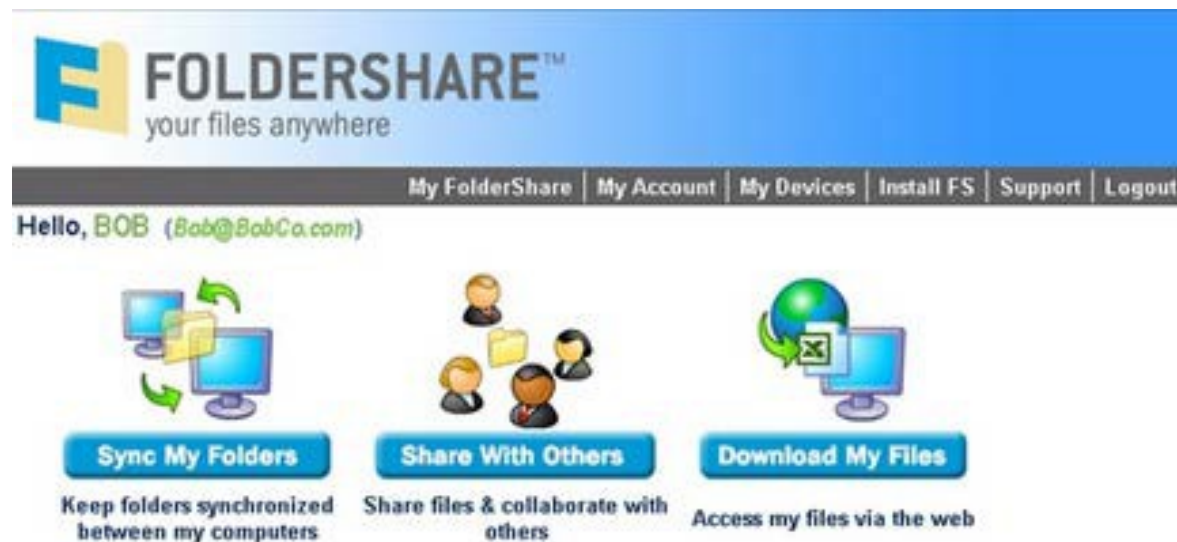 FOLDERSHARE™
your files anywhere
My FolderShare | My Account | My Devices | Install FS | Support | Logout
Hello, BOB (Bob@BobCo.com)
Sync My Folders
Share With Others
Download My Files
Keep folders synchronized
between my computers
Share files & collaborate with
others
Access my files via the web